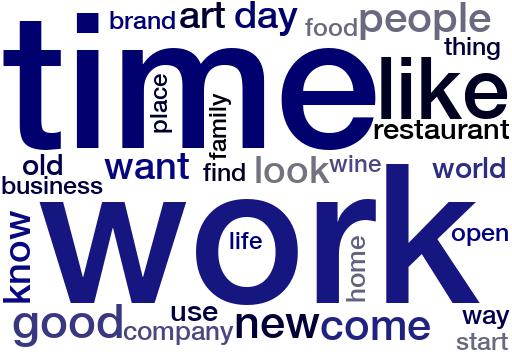 brand art day food people
thing
time
like
place
family
restaurant
old want find look wine world
business
work
know
life
home
open
good company use new come way
start